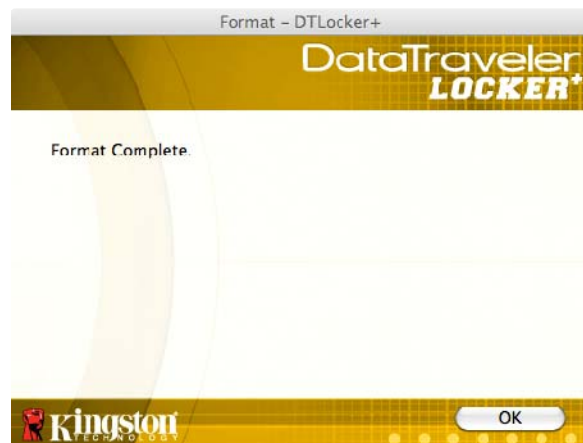 Format – DTLocker+
DataTraveler
LOCKER+
Format Complete.
Kingston
TECHNOLOGY
OK